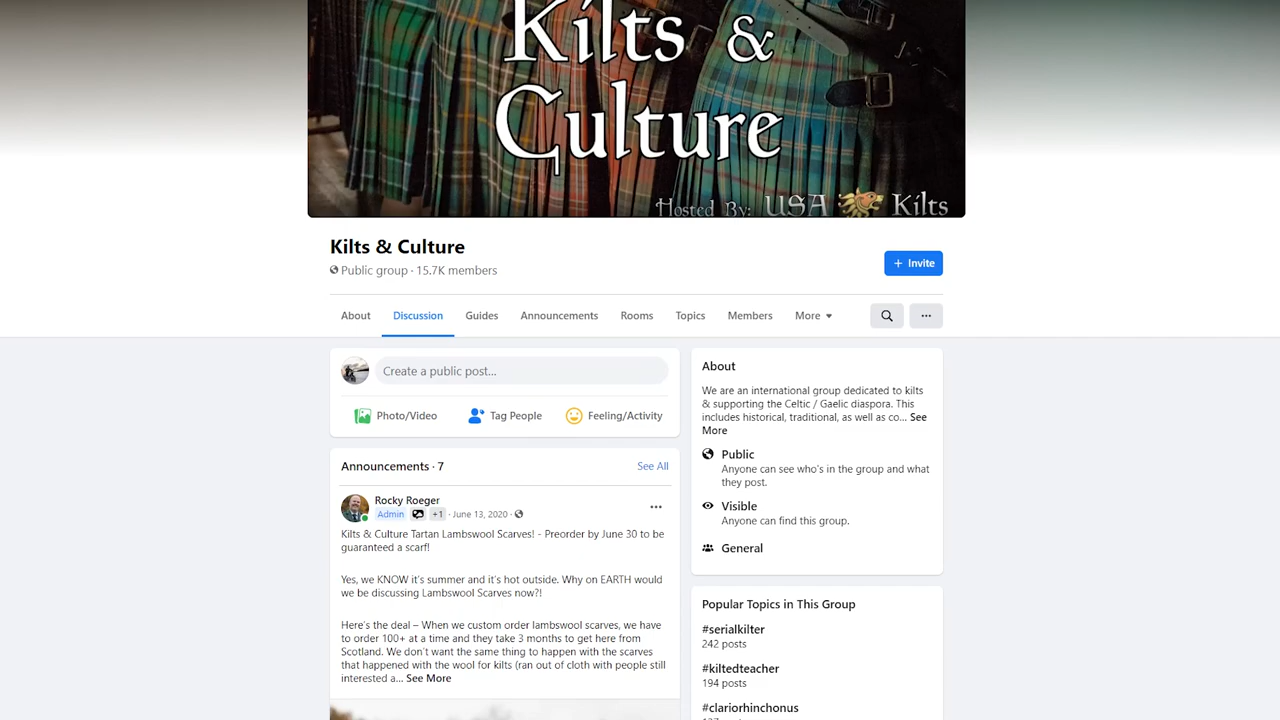 Kilts &
Culture
Hosted By: USA Kilts
Kilts & Culture
Public group · 15.7K members
+ Invite
About Discussion Guides Announcements Rooms Topics Members More
Create a public post...
Photo/Video Tag People Feeling/Activity
Announcements · 7 See All
Rocky Roeger
Admin +1 · June 13, 2020 ·
Kilts & Culture Tartan Lambswool Scarves! - Preorder by June 30 to be
guaranteed a scarf!
Yes, we KNOW it's summer and it's hot outside. Why on EARTH would
we be discussing Lambswool Scarves now?!
Here's the deal – When we custom order lambswool scarves, we have
to order 100+ at a time and they take 3 months to get here from
Scotland. We don't want the same thing to happen with the scarves
that happened with the wool for kilts (ran out of cloth with people still
interested a... See More
About
We are an international group dedicated to kilts
& supporting the Celtic / Gaelic diaspora. This
includes historical, traditional, as well as co... See
More
Public
Anyone can see who's in the group and what
they post.
Visible
Anyone can find this group.
General
Popular Topics in This Group
#serialkilter
242 posts
#kiltedteacher
194 posts
#clariorhinchonus